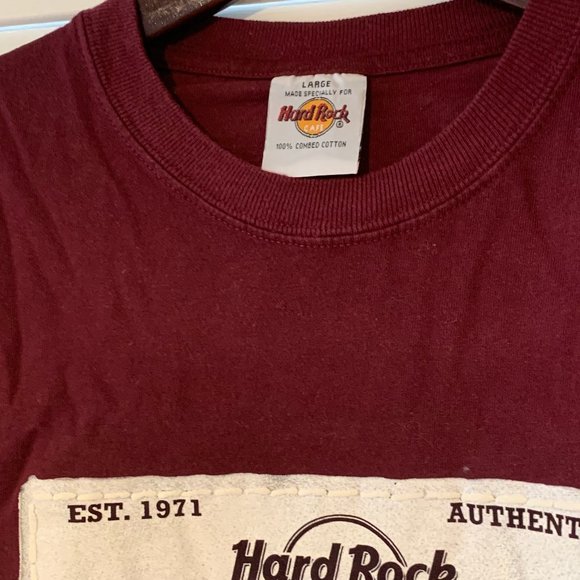 LARGE
MADE SPECIALLY FOR
Hard Rock
CAFE
100% COMBED COTTON
EST. 1971
AUTHENT
Hard Rock